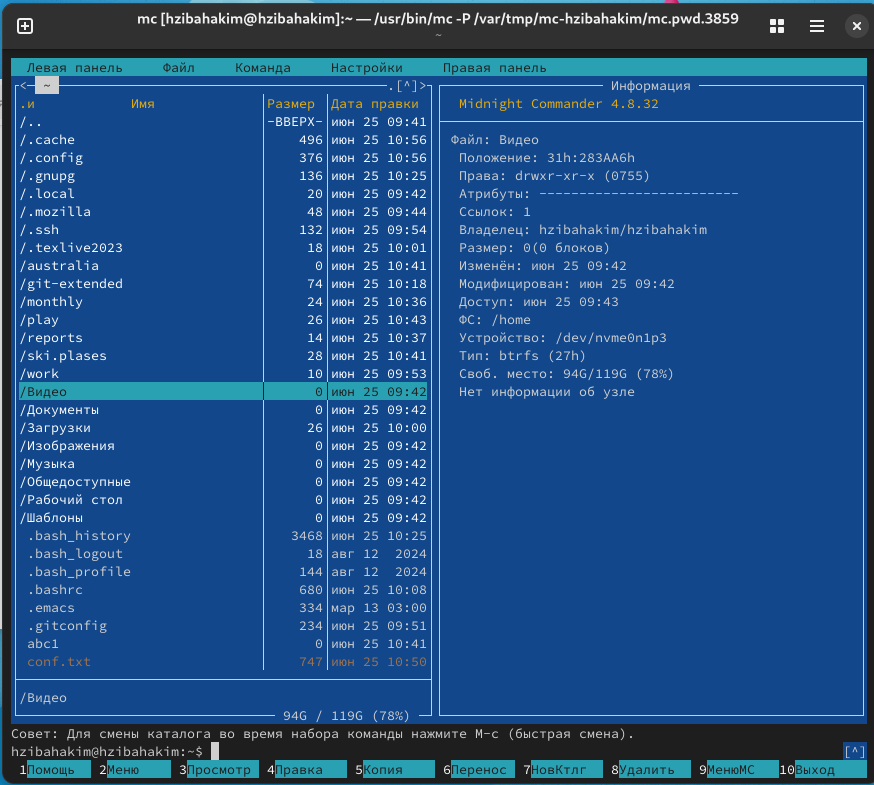 mc [hzibahakim@hzibahakim]:~ — /usr/bin/mc -P /var/tmp/mc-hzibahakim/mc.pwd.3859
~
Левая панель Файл Команда Настройки Правая панель
<- ~ .[^]>
.и Имя Размер Дата правки
/.. -ВВЕРХ- июн 25 09:41
/.cache 496 июн 25 10:56
/.config 376 июн 25 10:56
/.gnupg 136 июн 25 10:25
/.local 20 июн 25 09:42
/.mozilla 48 июн 25 09:44
/.ssh 132 июн 25 09:54
/.texlive2023 18 июн 25 10:01
/australia 0 июн 25 10:41
/git-extended 74 июн 25 10:18
/monthly 24 июн 25 10:36
/play 26 июн 25 10:43
/reports 14 июн 25 10:37
/ski.plases 28 июн 25 10:41
/work 10 июн 25 09:53
/Видео 0 июн 25 09:42
/Документы 0 июн 25 09:42
/Загрузки 26 июн 25 10:00
/Изображения 0 июн 25 09:42
/Музыка 0 июн 25 09:42
/Общедоступные 0 июн 25 09:42
/Рабочий стол 0 июн 25 09:42
/Шаблоны 0 июн 25 09:42
.bash_history 3468 июн 25 10:25
.bash_logout 18 авг 12 2024
.bash_profile 144 авг 12 2024
.bashrc 680 июн 25 10:08
.emacs 334 мар 13 03:00
.gitconfig 234 июн 25 09:51
abc1 0 июн 25 10:41
conf.txt 747 июн 25 10:50
/Видео
94G / 119G (78%)
Информация
Midnight Commander 4.8.32
Файл: Видео
Положение: 31h:283AA6h
Права: drwxr-xr-x (0755)
Атрибуты: -------------------------
Ссылок: 1
Владелец: hzibahakim/hzibahakim
Размер: 0(0 блоков)
Изменён: июн 25 09:42
Модифицирован: июн 25 09:42
Доступ: июн 25 09:43
ФС: /home
Устройство: /dev/nvme0n1p3
Тип: btrfs (27h)
Своб. место: 94G/119G (78%)
Нет информации об узле
Совет: Для смены каталога во время набора команды нажмите M-c (быстрая смена).
hzibahakim@hzibahakim:~$ [^]
1Помощь 2Меню 3Просмотр 4Правка 5Копия 6Перенос 7НовКтлг 8Удалить 9МенюMC 10Выход